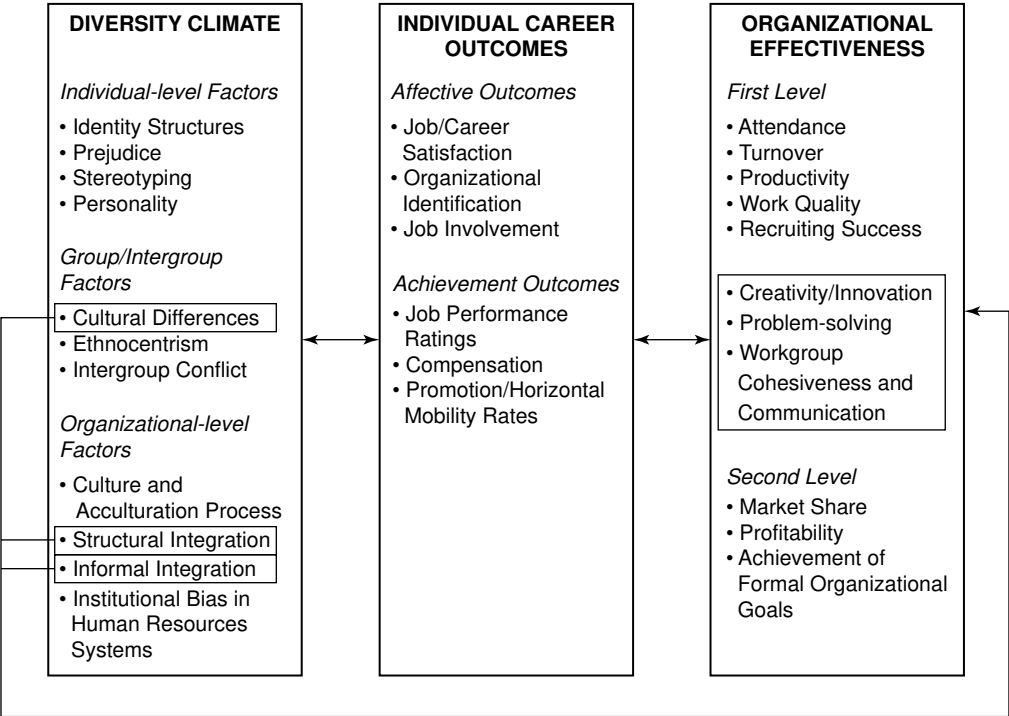 DIVERSITY CLIMATE
Individual-level Factors
• Identity Structures
• Prejudice
• Stereotyping
• Personality
Group/Intergroup
Factors
• Cultural Differences
• Ethnocentrism
• Intergroup Conflict
Organizational-level
Factors
• Culture and
Acculturation Process
• Structural Integration
• Informal Integration
• Institutional Bias in
Human Resources
Systems
INDIVIDUAL CAREER
OUTCOMES
Affective Outcomes
• Job/Career
Satisfaction
• Organizational
Identification
• Job Involvement
Achievement Outcomes
• Job Performance
Ratings
• Compensation
• Promotion/Horizontal
Mobility Rates
ORGANIZATIONAL
EFFECTIVENESS
First Level
• Attendance
• Turnover
• Productivity
• Work Quality
• Recruiting Success
• Creativity/Innovation
• Problem-solving
• Workgroup
Cohesiveness and
Communication
Second Level
• Market Share
• Profitability
• Achievement of
Formal Organizational
Goals